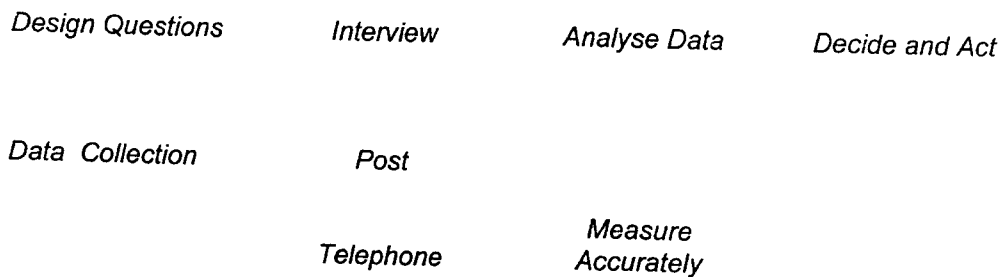 Design Questions Interview Analyse Data Decide and Act
Data Collection Post
Telephone Measure
Accurately